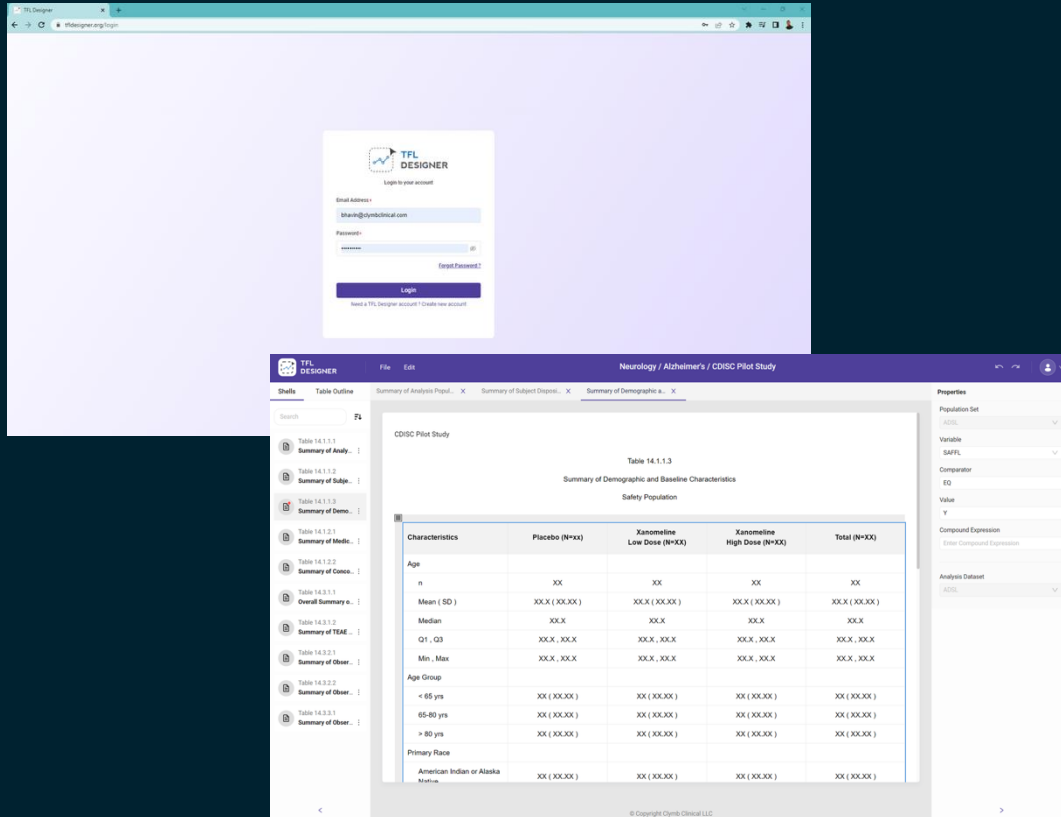 TFL Designer
tfldesigner.org/login
TFL
DESIGNER
Login to your account
Email Address*
bhavin@clymbclinical.com
Password*
Forgot Password ?
Login
Need a TFL Designer account ? Create new account
TFL
DESIGNER
File Edit
Neurology / Alzheimer's / CDISC Pilot Study
Shells Table Outline
Summary of Analysis Popul... X Summary of Subject Disposi... X Summary of Demographic a... X
Properties
Search
Table 14.1.1.1
Summary of Analy...
Table 14.1.1.2
Summary of Subje...
Table 14.1.1.3
Summary of Demo...
Table 14.1.2.1
Summary of Medic...
Table 14.1.2.2
Summary of Conco...
Table 14.3.1.1
Overall Summary o...
Table 14.3.1.2
Summary of TEAE ...
Table 14.3.2.1
Summary of Obser...
Table 14.3.2.2
Summary of Obser...
Table 14.3.3.1
Summary of Obser...
CDISC Pilot Study
Table 14.1.1.3
Summary of Demographic and Baseline Characteristics
Safety Population
Characteristics Placebo (N=xx) Xanomeline Low Dose (N=XX) Xanomeline High Dose (N=XX) Total (N=XX)
Age
n XX XX XX XX
Mean ( SD ) XX.X ( XX.XX ) XX.X ( XX.XX ) XX.X ( XX.XX ) XX.X ( XX.XX )
Median XX.X XX.X XX.X XX.X
Q1 , Q3 XX.X , XX.X XX.X , XX.X XX.X , XX.X XX.X , XX.X
Min , Max XX.X , XX.X XX.X , XX.X XX.X , XX.X XX.X , XX.X
Age Group
< 65 yrs XX ( XX.XX ) XX ( XX.XX ) XX ( XX.XX ) XX ( XX.XX )
65-80 yrs XX ( XX.XX ) XX ( XX.XX ) XX ( XX.XX ) XX ( XX.XX )
> 80 yrs XX ( XX.XX ) XX ( XX.XX ) XX ( XX.XX ) XX ( XX.XX )
Primary Race
American Indian or Alaska
Native XX ( XX.XX ) XX ( XX.XX ) XX ( XX.XX ) XX ( XX.XX )
Population Set
ADSL
Variable
SAFFL
Comparator
EQ
Value
Y
Compound Expression
Enter Compound Expression
Analysis Dataset
ADSL
© Copyright Clymb Clinical LLC